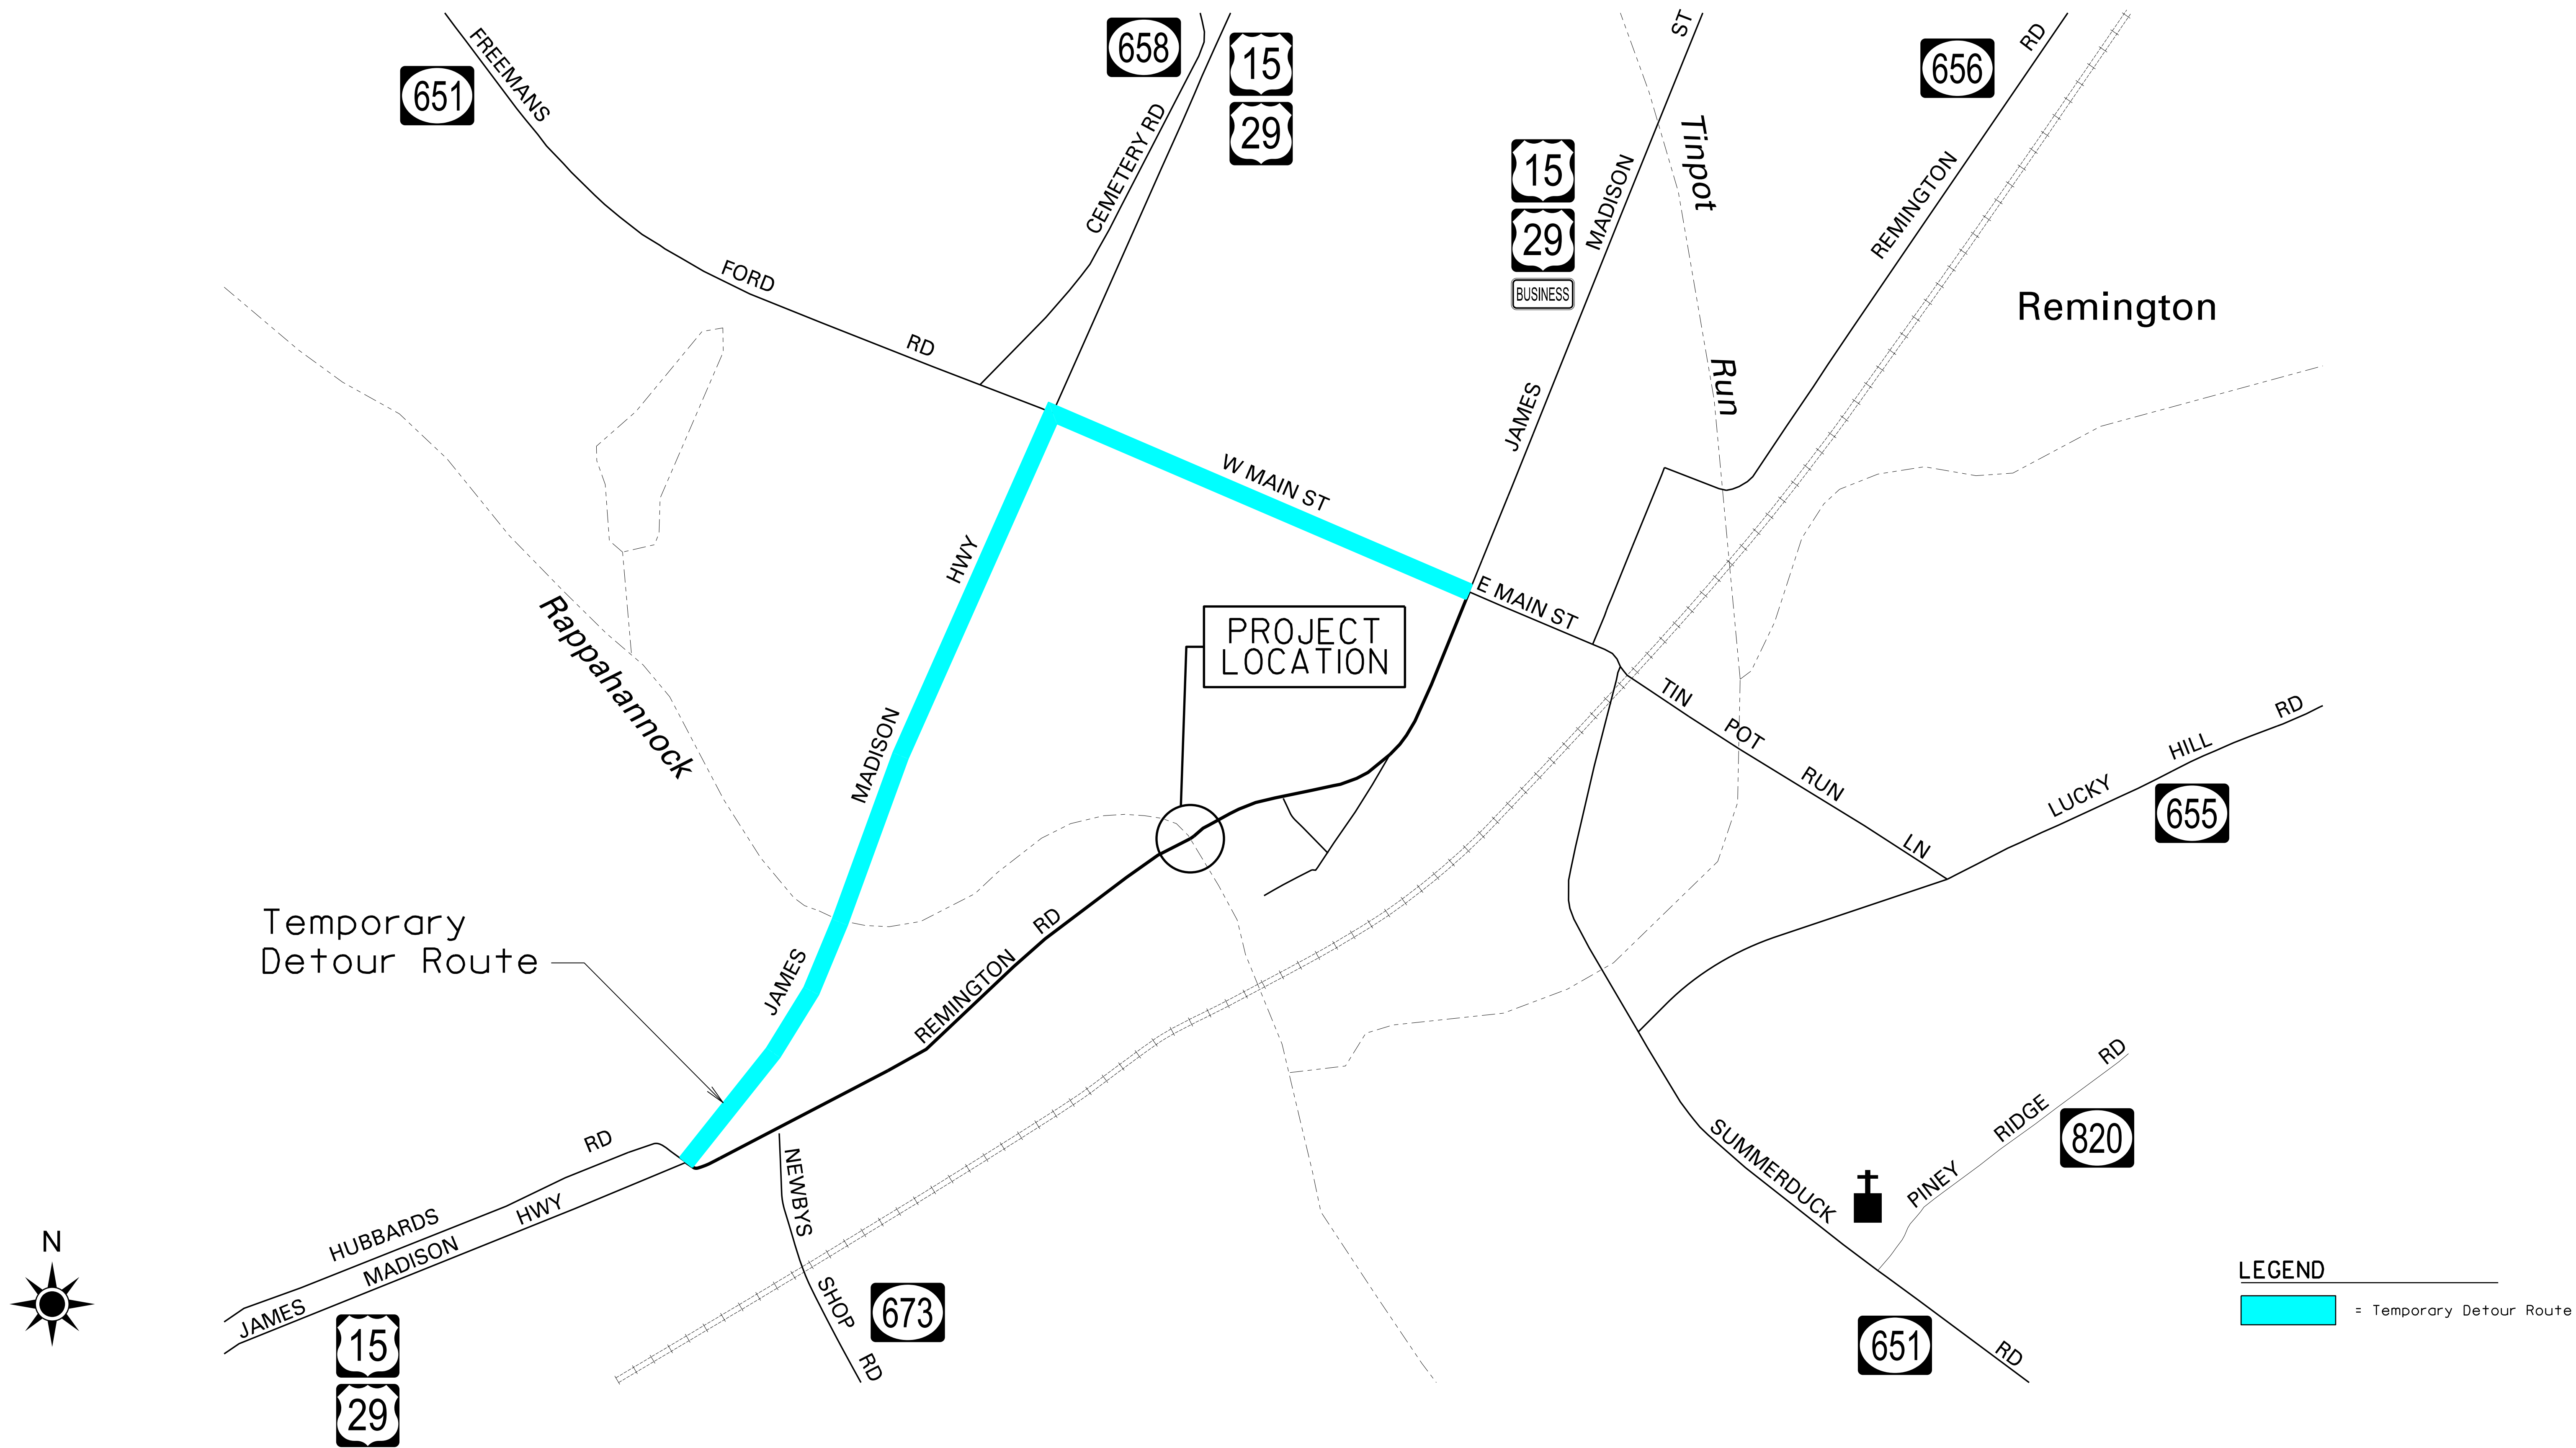 FREEMANS
651
658
15
29
ST
656
RD
CEMETERY RD
Tinpot
15
29
BUSINESS
MADISON
REMINGTON
FORD
RD
Remington
Run
JAMES
W MAIN ST
HWY
E MAIN ST
PROJECT
LOCATION
Rappahannock
TIN
POT
RUN
LN
MADISON
LUCKY
HILL
RD
655
Temporary
Detour Route
JAMES
REMINGTON
RD
RD
RIDGE
PINEY
820
HUBBARDS
RD
JAMES
MADISON
HWY
15
29
NEWBYS
SHOP
RD
673
SUMMERDUCK
RD
651
N
LEGEND
= Temporary Detour Route